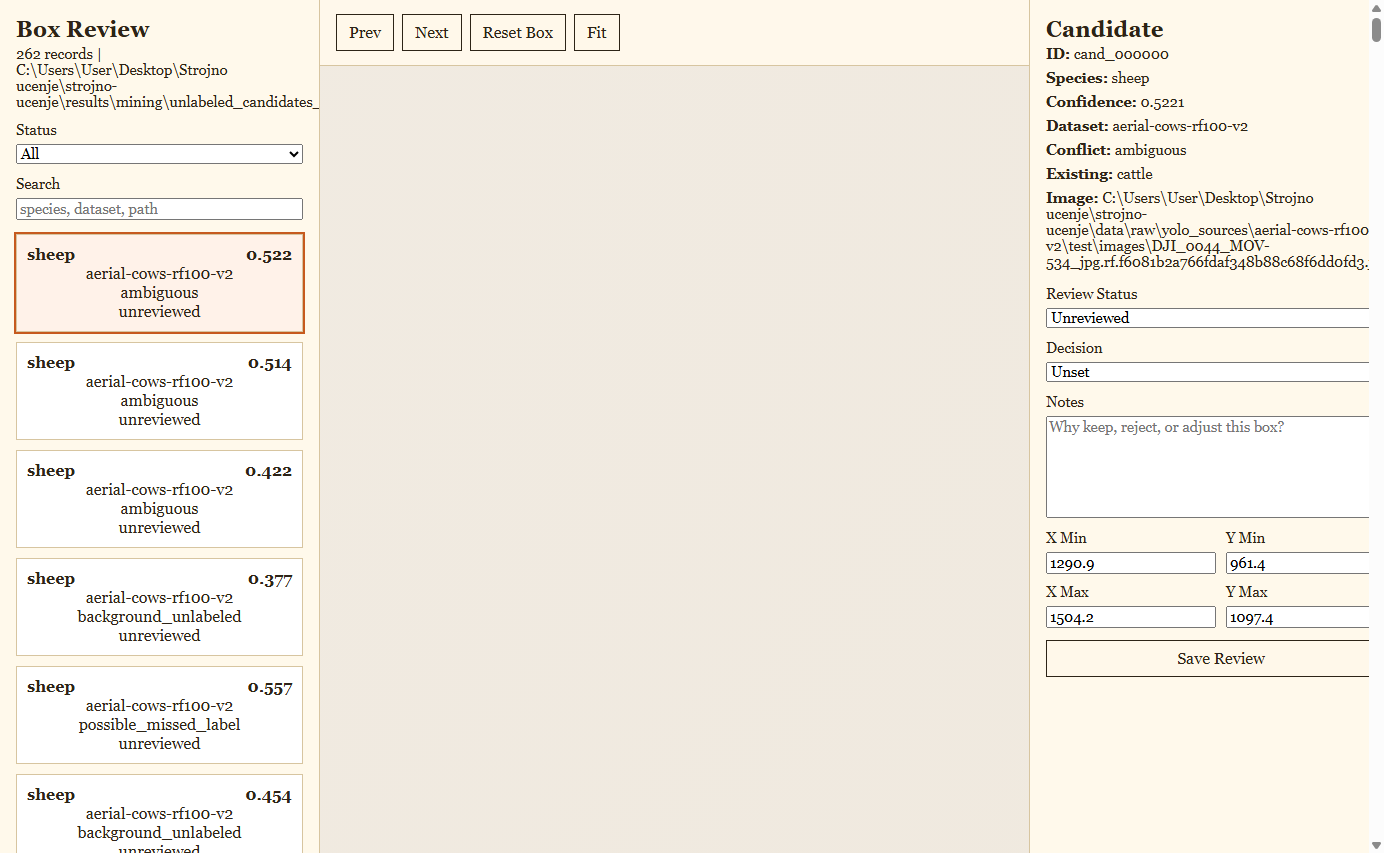 Box Review
262 records |
C:\Users\User\Desktop\Strojno
ucenje\strojno-
ucenje\results\mining\unlabeled_candidates_
Status
All
Search
species, dataset, path
sheep 0.522
aerial-cows-rf100-v2
ambiguous
unreviewed
sheep 0.514
aerial-cows-rf100-v2
ambiguous
unreviewed
sheep 0.422
aerial-cows-rf100-v2
ambiguous
unreviewed
sheep 0.377
aerial-cows-rf100-v2
background_unlabeled
unreviewed
sheep 0.557
aerial-cows-rf100-v2
possible_missed_label
unreviewed
sheep 0.454
aerial-cows-rf100-v2
background_unlabeled
unreviewed
Prev Next Reset Box Fit
Candidate
ID: cand_000000
Species: sheep
Confidence: 0.5221
Dataset: aerial-cows-rf100-v2
Conflict: ambiguous
Existing: cattle
Image: C:\Users\User\Desktop\Strojno
ucenje\strojno-
ucenje\data\raw\yolo_sources\aerial-cows-rf100
v2\test\images\DJI_0044_MOV-
534_jpg.rf.f6081b2a766fdaf348b88c68f6dd0fd3.
Review Status
Unreviewed
Decision
Unset
Notes
Why keep, reject, or adjust this box?
X Min Y Min
1290.9 961.4
X Max Y Max
1504.2 1097.4
Save Review